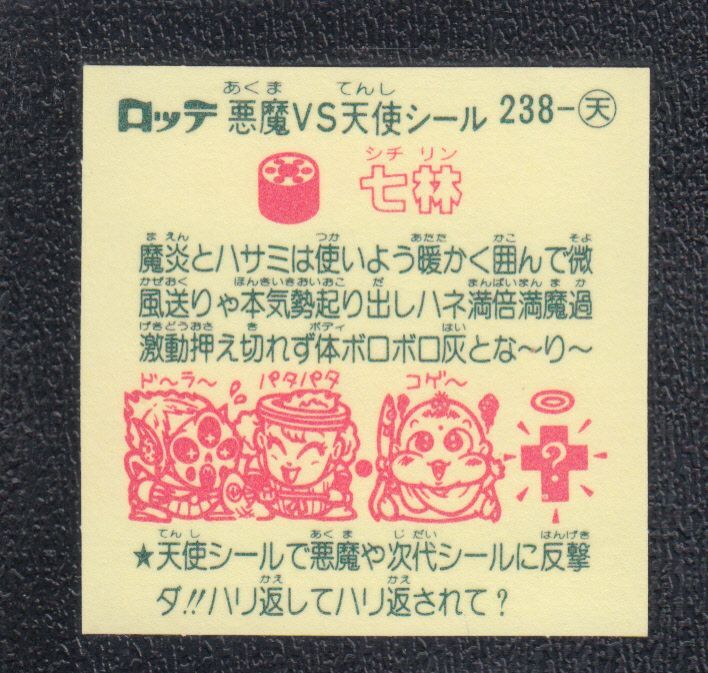 ロッテ 悪魔VS天使シール 238-天
あくま てんし
シチ リン
七林
ま えん つか あたた かこ そよ
魔炎とハサミは使いよう暖かく囲んで微
かぜおく ほんきいきおいおこ だ まんばいまん ま か
風送りゃ本気勢起り出しハネ満倍満魔過
げきどうおさ き ボディ はい
激動押え切れず体ボロボロ灰とな〜り〜
ド〜ラ〜 パタパタ コゲ〜
?
てんし あくま じだい はんげき
★天使シールで悪魔や次代シールに反撃
かえ かえ
ダ!!ハリ返してハリ返されて?